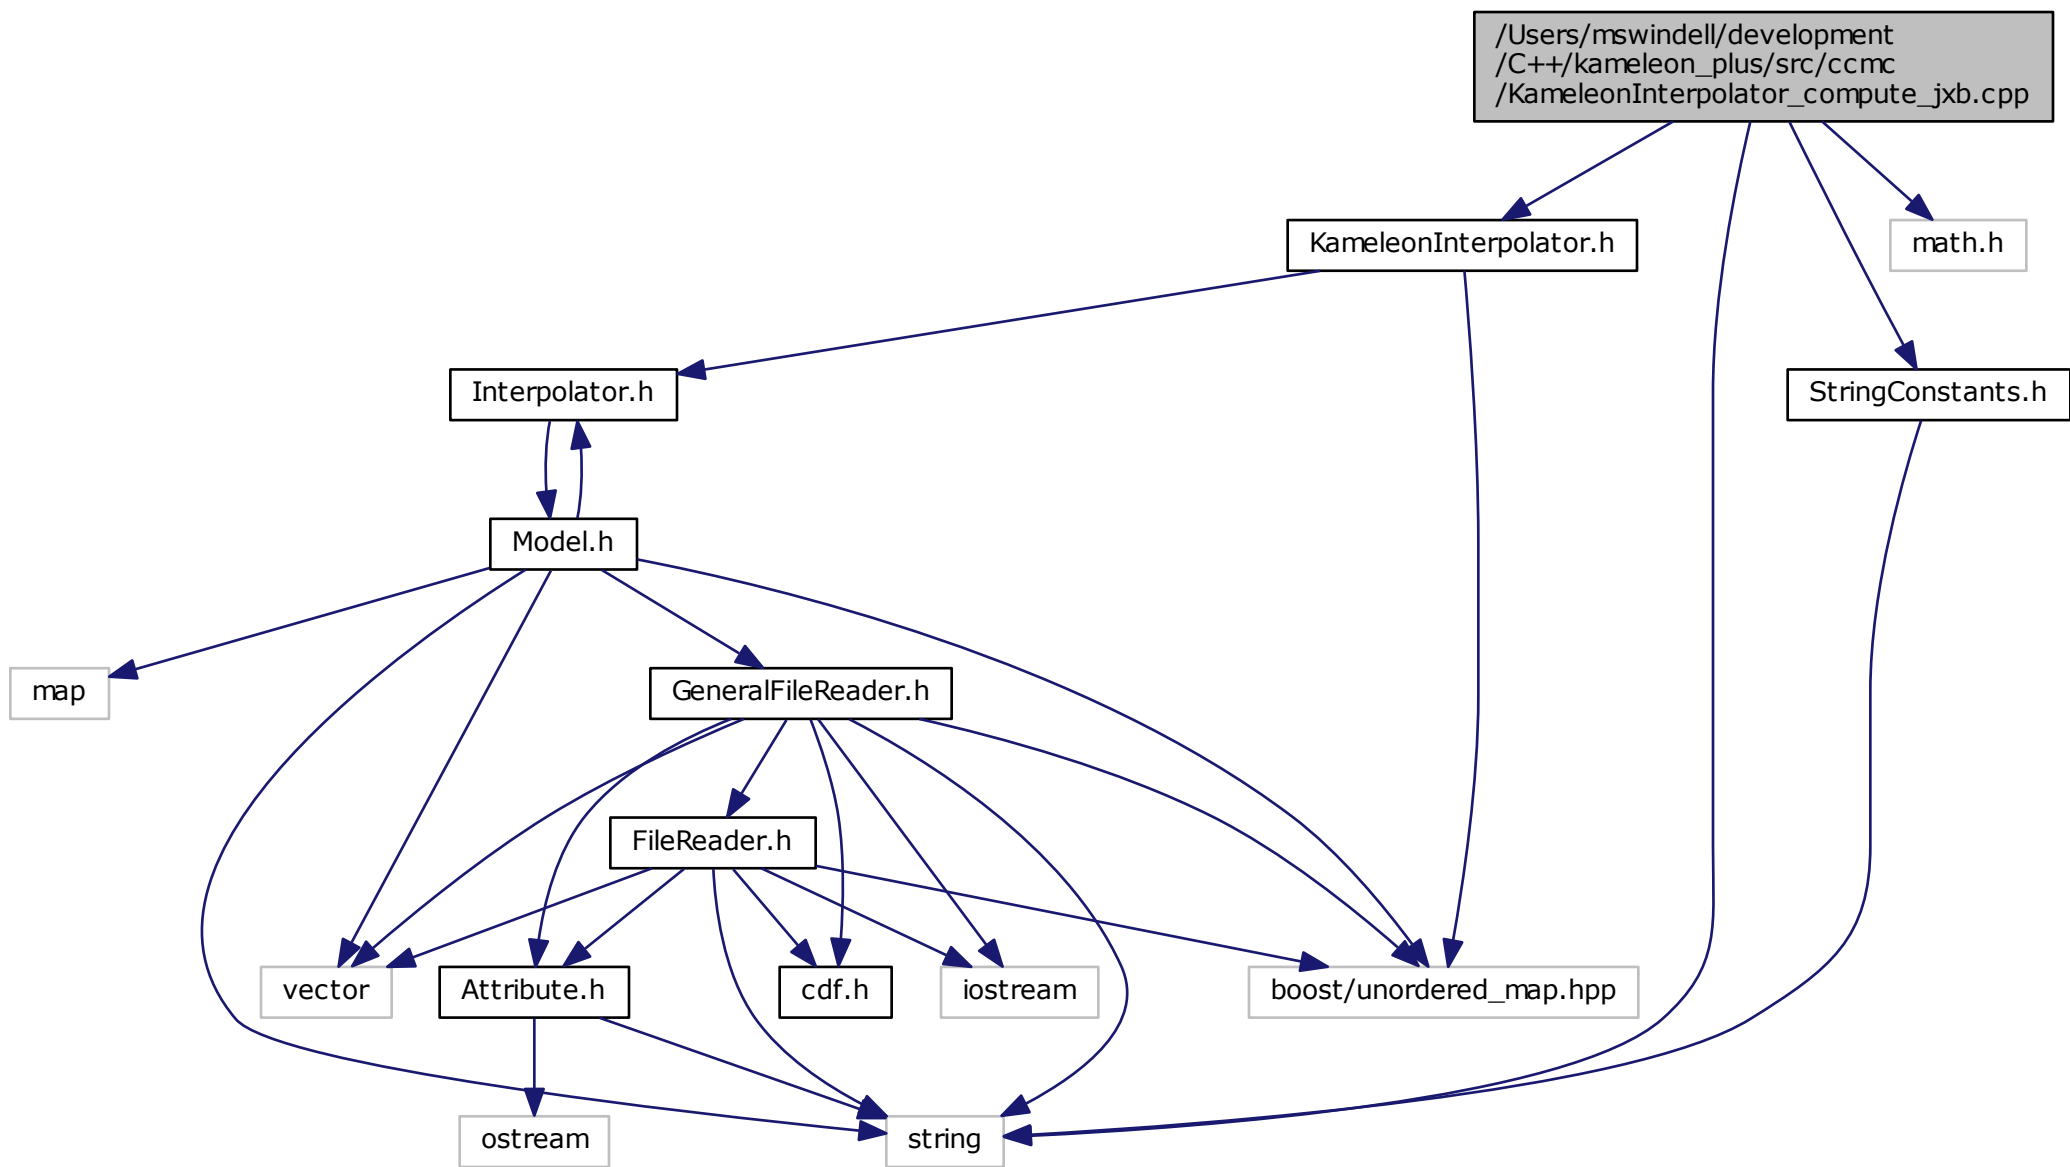 /Users/mswindell/development
/C++/kameleon_plus/src/ccmc
/KameleonInterpolator_compute_jxb.cpp
KameleonInterpolator.h
math.h
Interpolator.h
StringConstants.h
Model.h
map
GeneralFileReader.h
FileReader.h
vector
Attribute.h
cdf.h
iostream
boost/unordered_map.hpp
ostream
string